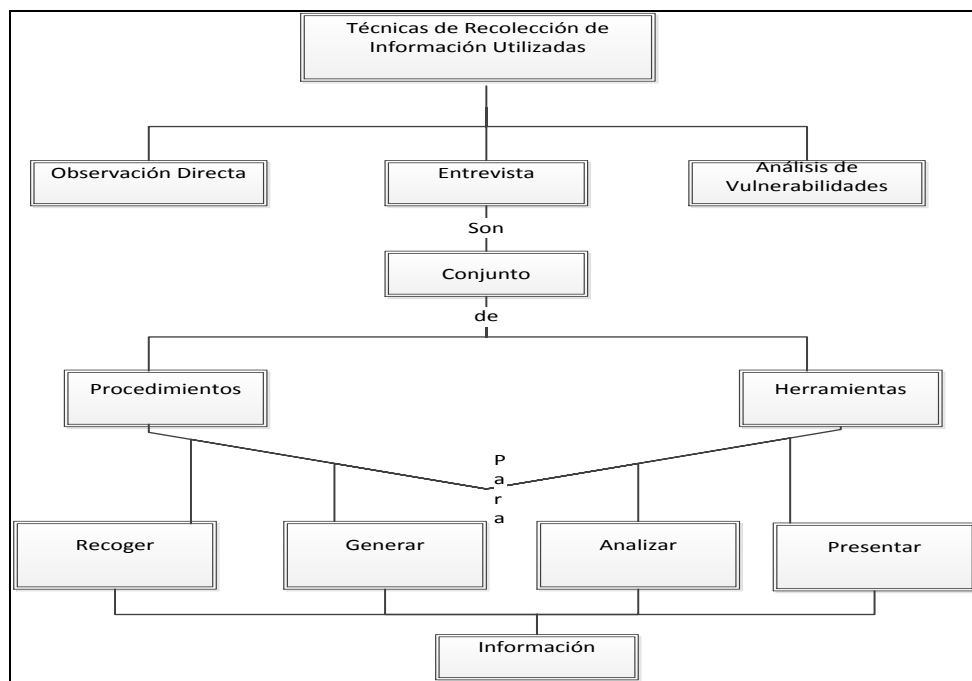 Técnicas de Recolección de
Información Utilizadas
Observación Directa
Entrevista
Análisis de
Vulnerabilidades
Son
Conjunto
de
Procedimientos
Herramientas
P
a
r
a
Recoger
Generar
Analizar
Presentar
Información